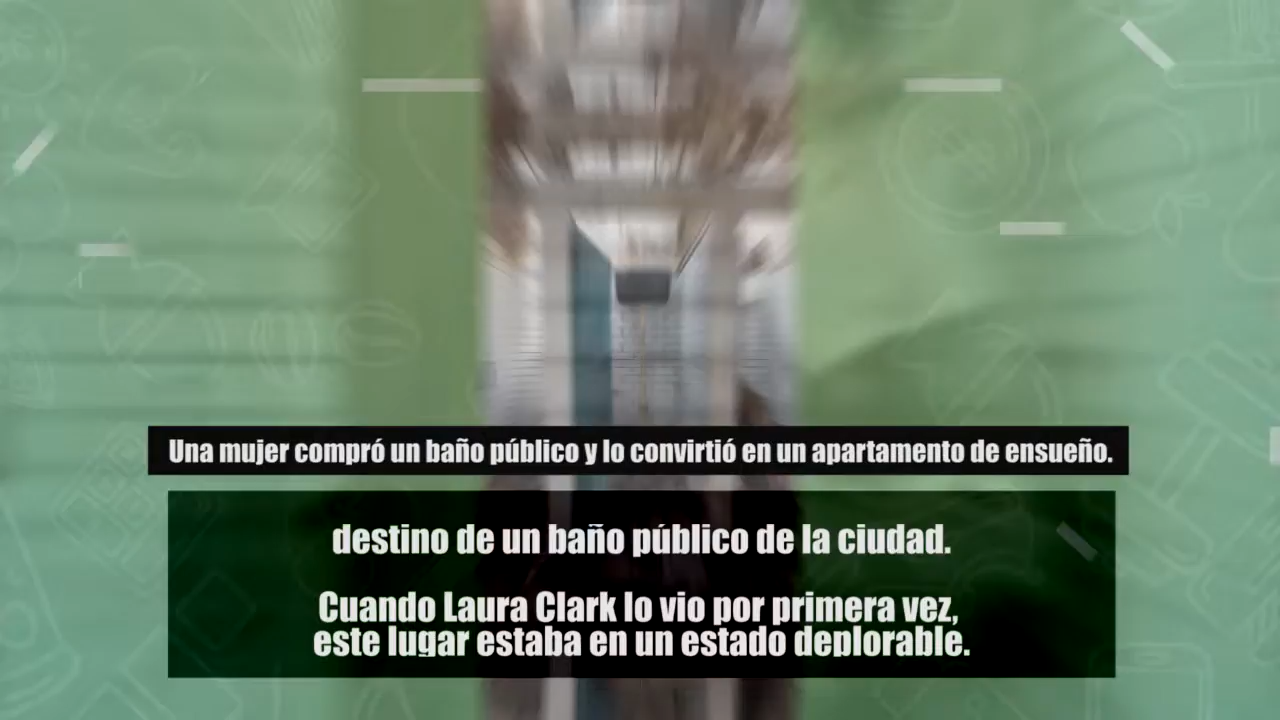 Una mujer compró un baño público y lo convirtió en un apartamento de ensueño.
destino de un baño público de la ciudad.
Cuando Laura Clark lo vio por primera vez,
este lugar estaba en un estado deplorable.